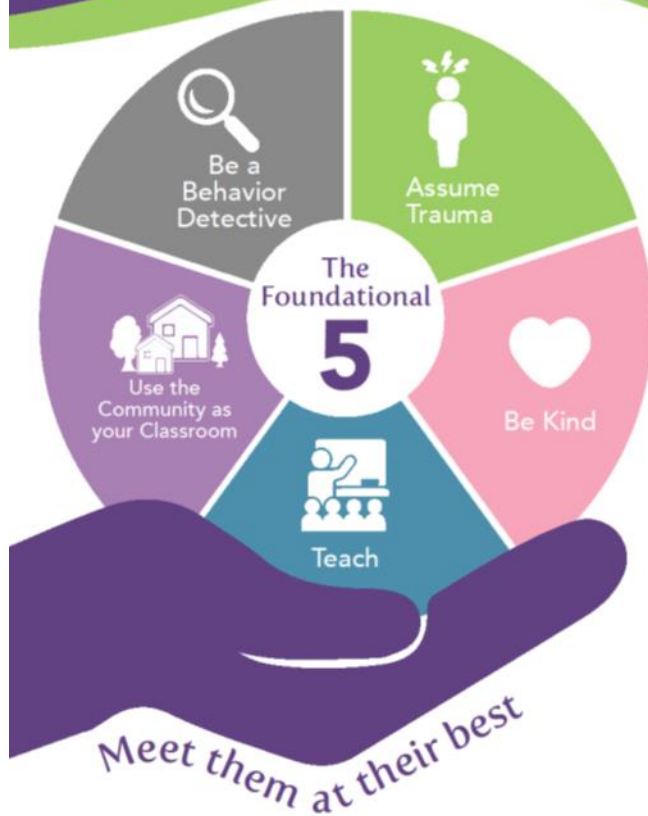 Be a
Behavior
Detective
Assume
Trauma
The
Foundational
5
Use the
Community as
your Classroom
Be Kind
Teach
Meet them at their best